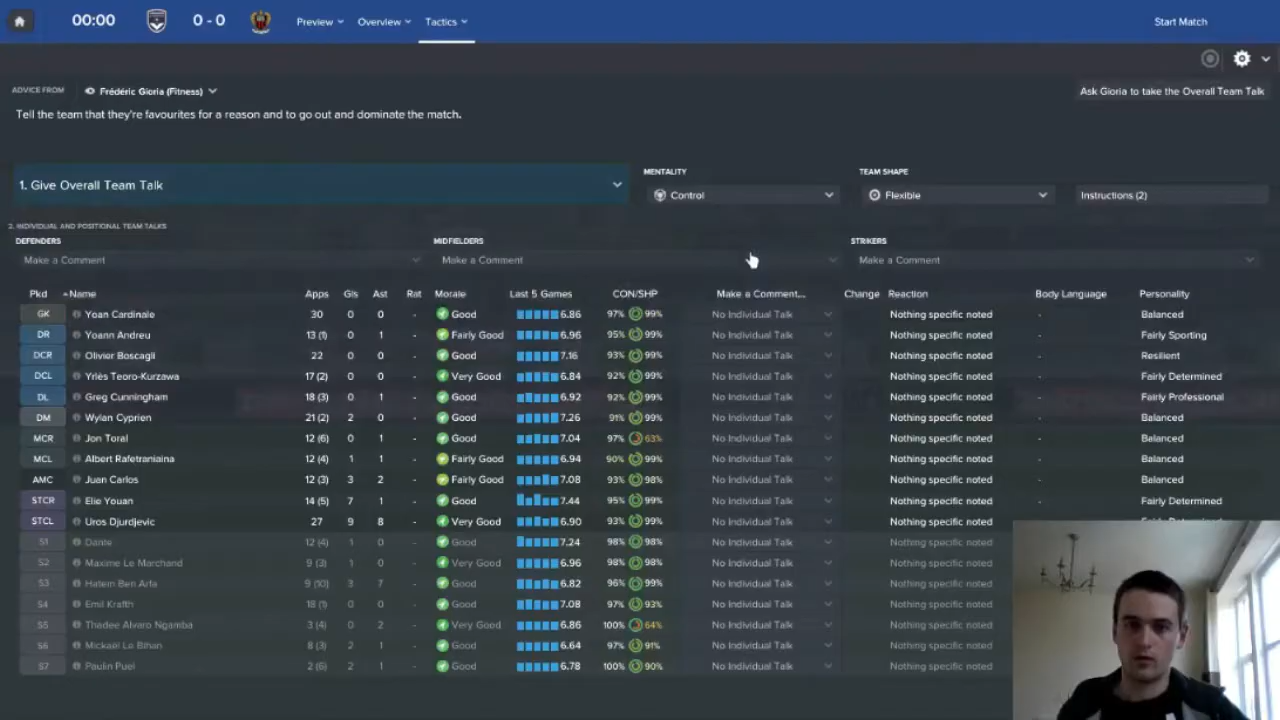 00:00 0 - 0 Preview Overview Tactics Start Match
ADVICE FROM Frédéric Gioria (Fitness) Ask Gioria to take the Overall Team Talk
Tell the team that they're favourites for a reason and to go out and dominate the match.
MENTALITY TEAM SHAPE
1. Give Overall Team Talk Control Flexible Instructions (2)
2. INDIVIDUAL AND POSITIONAL TEAM TALKS
DEFENDERS MIDFIELDERS STRIKERS
Make a Comment Make a Comment Make a Comment
Pkd Name Apps Gls Ast Rat Morale Last 5 Games CON/SHP Make a Comment... Change Reaction Body Language Personality
GK Yoan Cardinale 30 0 0 - Good 6.86 97% 99% No Individual Talk Nothing specific noted - Balanced
DR Yoann Andreu 13 (1) 0 1 - Fairly Good 6.96 95% 99% No Individual Talk Nothing specific noted - Fairly Sporting
DCR Olivier Boscagli 22 0 0 - Good 7.16 93% 99% No Individual Talk Nothing specific noted - Resilient
DCL Yrlès Teoro-Kurzawa 17 (2) 0 0 - Very Good 6.84 92% 99% No Individual Talk Nothing specific noted - Fairly Determined
DL Greg Cunningham 18 (3) 0 1 - Good 6.92 92% 99% No Individual Talk Nothing specific noted - Fairly Professional
DM Wylan Cyprien 21 (2) 2 0 - Good 7.26 91% 99% No Individual Talk Nothing specific noted - Balanced
MCR Jon Toral 12 (6) 0 1 - Good 7.04 97% 63% No Individual Talk Nothing specific noted - Balanced
MCL Albert Rafetraniaina 12 (4) 1 1 - Fairly Good 6.94 90% 99% No Individual Talk Nothing specific noted - Balanced
AMC Juan Carlos 12 (3) 3 2 - Fairly Good 7.08 93% 98% No Individual Talk Nothing specific noted - Balanced
STCR Elie Youan 14 (5) 7 1 - Good 7.44 95% 99% No Individual Talk Nothing specific noted - Fairly Determined
STCL Uros Djurdjevic 27 9 8 - Very Good 6.90 93% 99% No Individual Talk Nothing specific noted -
S1 Dante 12 (4) 1 0 - Good 7.24 98% 98% No Individual Talk Nothing specific noted
S2 Maxime Le Marchand 9 (3) 1 0 - Very Good 6.96 98% 98% No Individual Talk Nothing specific noted
S3 Hatem Ben Arfa 9 (10) 3 7 - Good 6.82 96% 99% No Individual Talk Nothing specific noted
S4 Emil Krafth 18 (1) 0 0 - Good 7.08 97% 93% No Individual Talk Nothing specific noted
S5 Thadee Alvaro Ngamba 3 (4) 0 2 - Very Good 6.86 100% 64% No Individual Talk Nothing specific noted
S6 Mickaël Le Bihan 8 (3) 2 1 - Good 6.64 97% 91% No Individual Talk Nothing specific noted
S7 Paulin Puel 2 (6) 2 1 - Good 6.78 100% 90% No Individual Talk Nothing specific noted